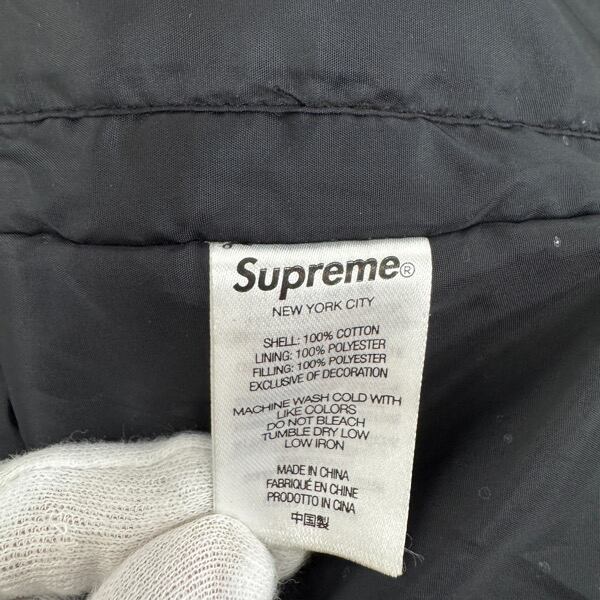 Supreme®
NEW YORK CITY
SHELL: 100% COTTON
LINING: 100% POLYESTER
FILLING: 100% POLYESTER
EXCLUSIVE OF DECORATION
MACHINE WASH COLD WITH
LIKE COLORS
DO NOT BLEACH
TUMBLE DRY LOW
LOW IRON
MADE IN CHINA
FABRIQUÉ EN CHINE
PRODOTTO IN CINA
中国製